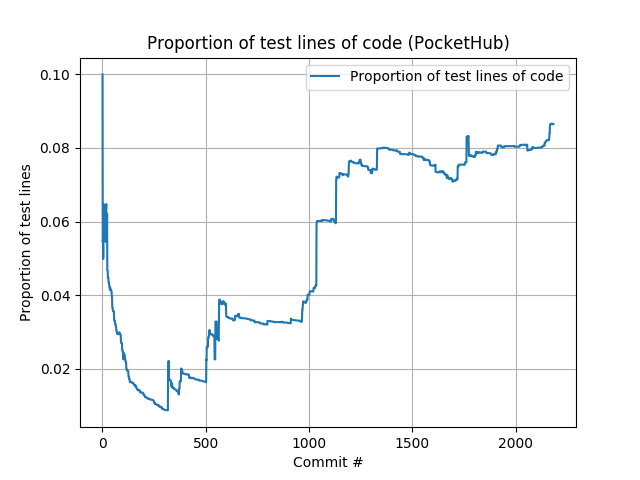 Proportion of test lines of code (PocketHub)
Proportion of test lines of code
0.10
0.08
0.06
0.04
0.02
Proportion of test lines
0
500
1000
1500
2000
Commit #